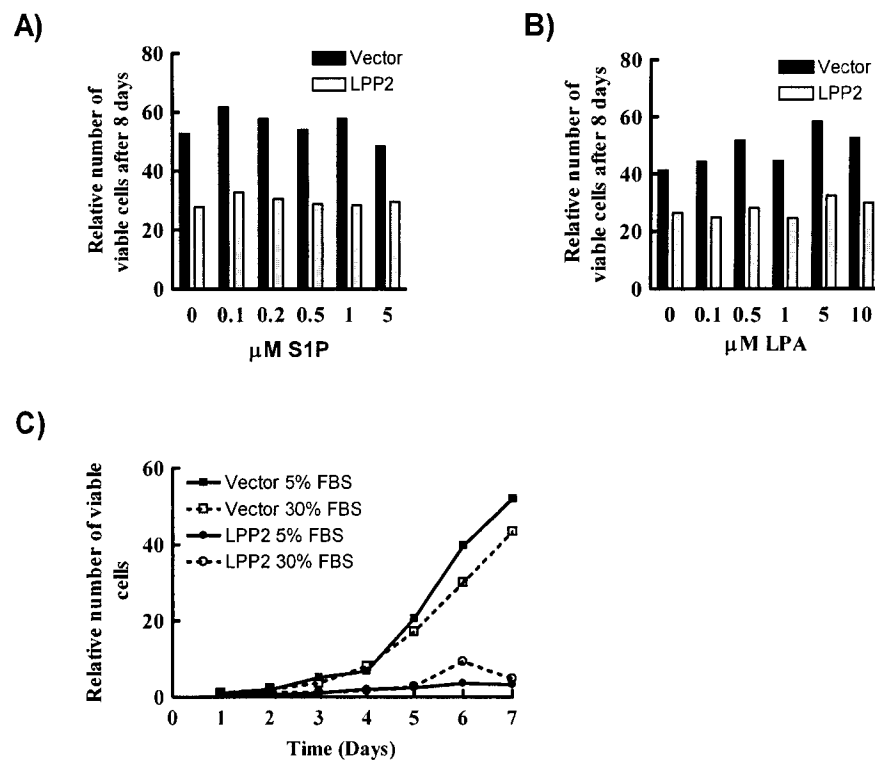 A)
Relative number of
viable cells after 8 days
80
60
40
20
0
Vector
LPP2
0 0.1 0.2 0.5 1 5
μM S1P
B)
Relative number of
viable cells after 8 days
80
60
40
20
0
Vector
LPP2
0 0.1 0.5 1 5 10
μM LPA
C)
Relative number of viable
cells
60
40
20
0
Vector 5% FBS
Vector 30% FBS
LPP2 5% FBS
LPP2 30% FBS
0 1 2 3 4 5 6 7
Time (Days)